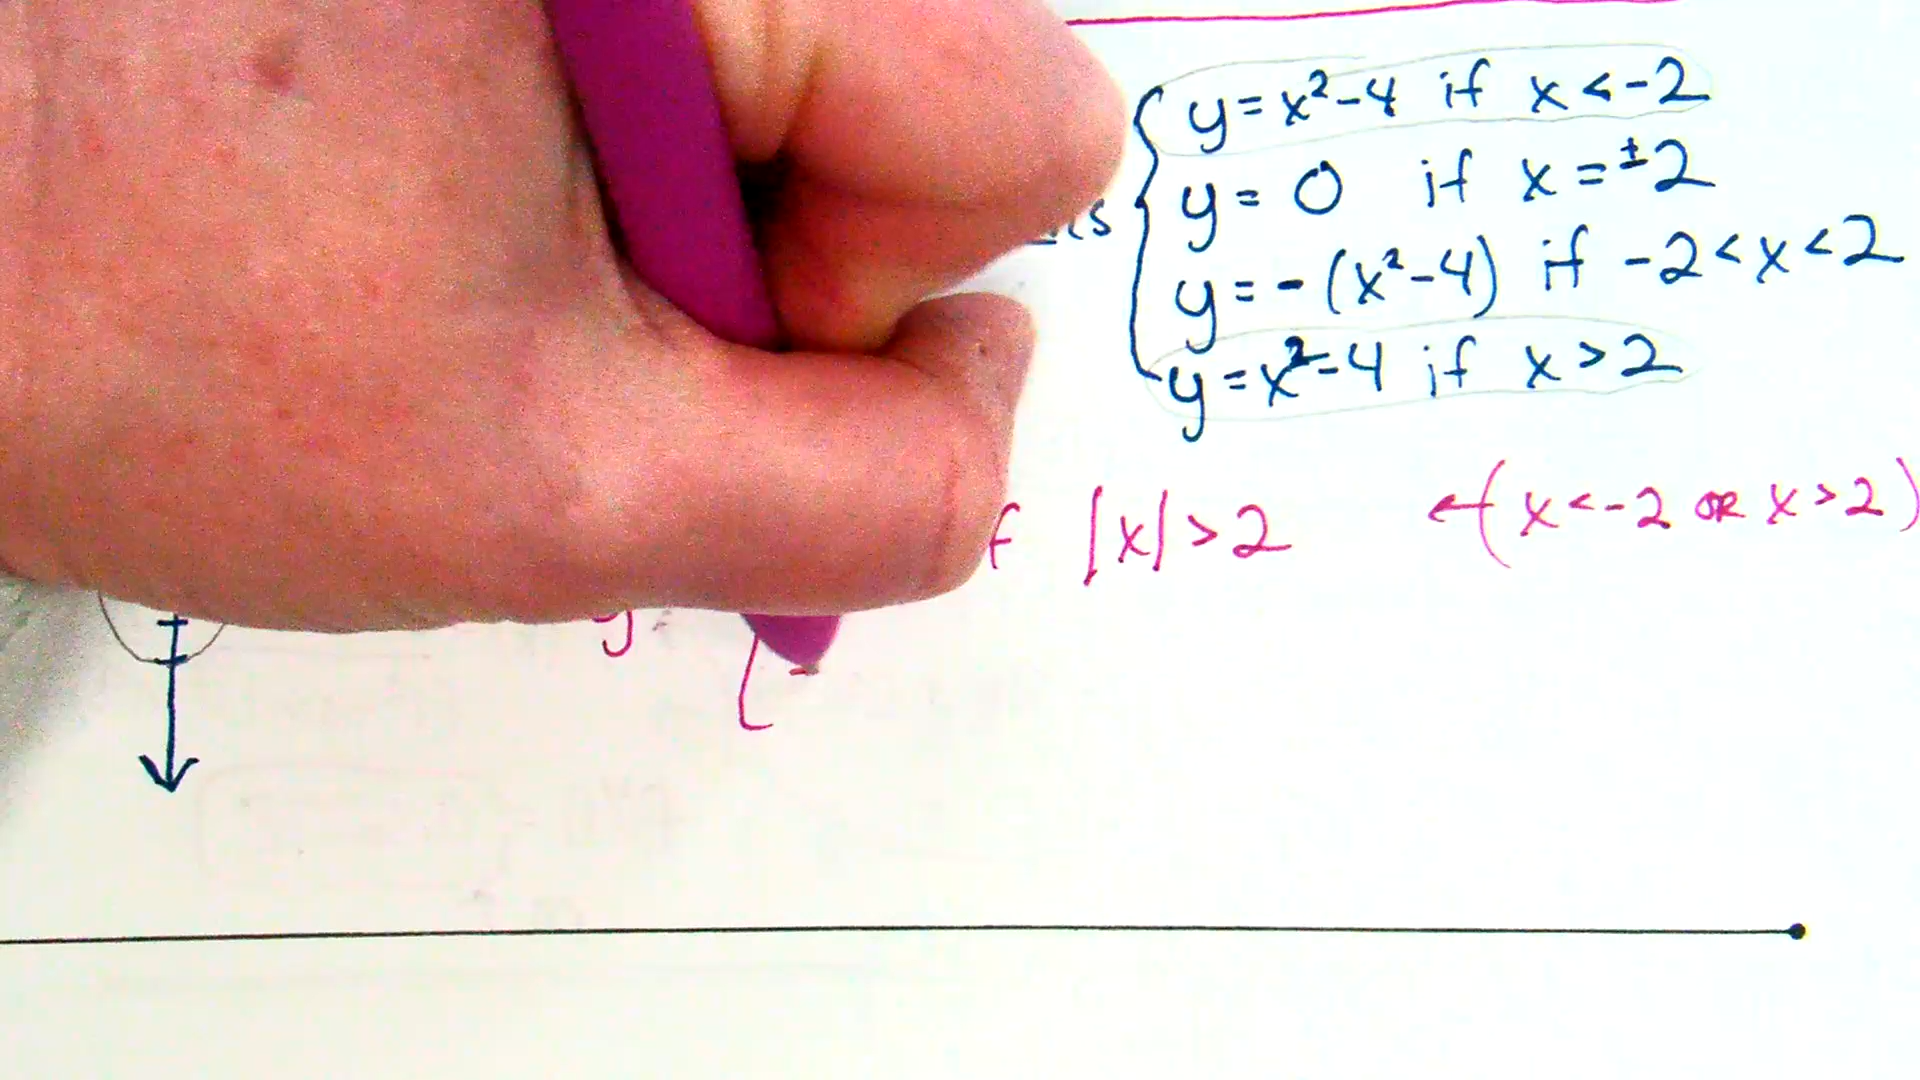 y = x² - 4 if x < -2
y = 0 if x = ±2
y = -(x² - 4) if -2 < x < 2
y = x² - 4 if x > 2
|x| > 2 ← (x < -2 OR x > 2)
y